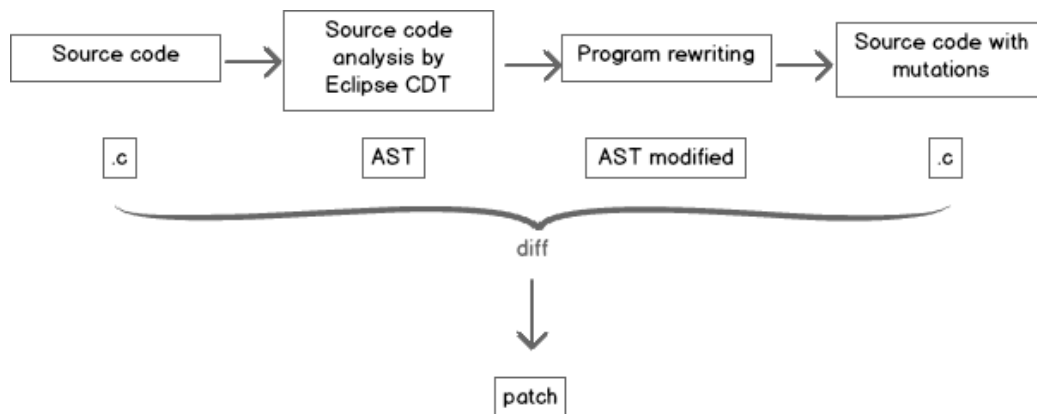 Source code
Source code
analysis by
Eclipse CDT
Program rewriting
Source code with
mutations
.c
AST
AST modified
.c
diff
patch